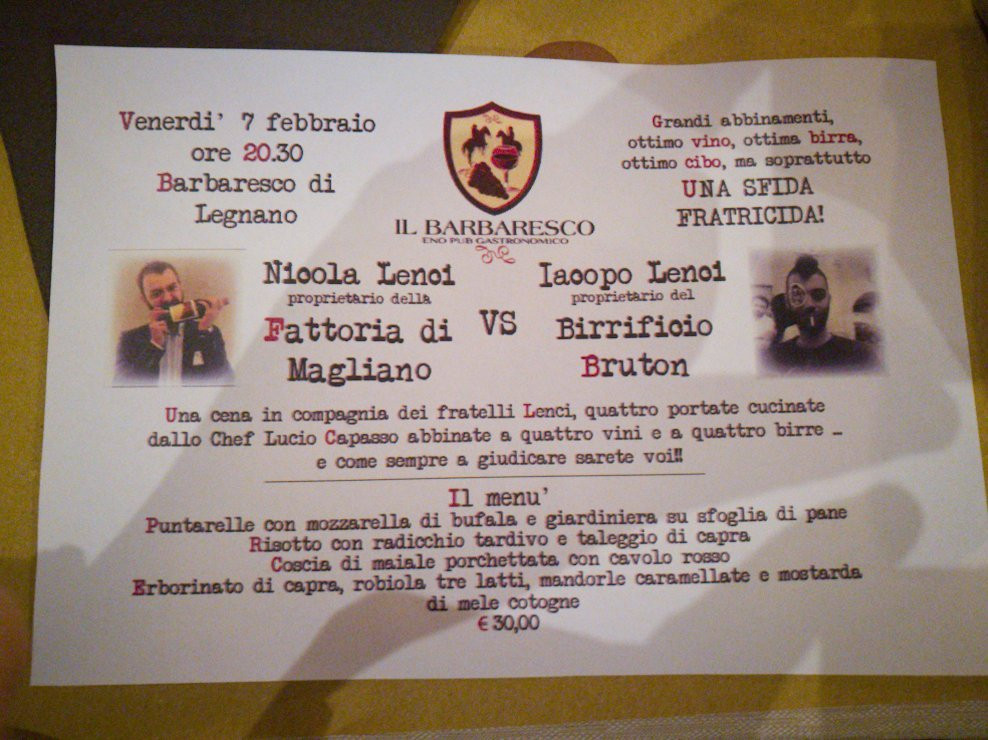 Venerdi' 7 febbraio
ore 20.30
Barbaresco di
Legnano
IL BARBARESCO
ENO PUB GASTRONOMICO
Grandi abbinamenti,
ottimo vino, ottima birra,
ottimo cibo, ma soprattutto
UNA SFIDA
FRATRICIDA!
Nicola Lenci
proprietario della
Fattoria di
Magliano
VS
Iacopo Lenci
proprietario del
Birrificio
Bruton
Una cena in compagnia dei fratelli Lenci, quattro portate cucinate
dallo Chef Lucio Capasso abbinate a quattro vini e a quattro birre …
e come sempre a giudicare sarete voi!!
Il menu'
Puntarelle con mozzarella di bufala e giardiniera su sfoglia di pane
Risotto con radicchio tardivo e taleggio di capra
Coscia di maiale porchettata con cavolo rosso
Erborinato di capra, robiola tre latti, mandorle caramellate e mostarda
di mele cotogne
€ 30,00